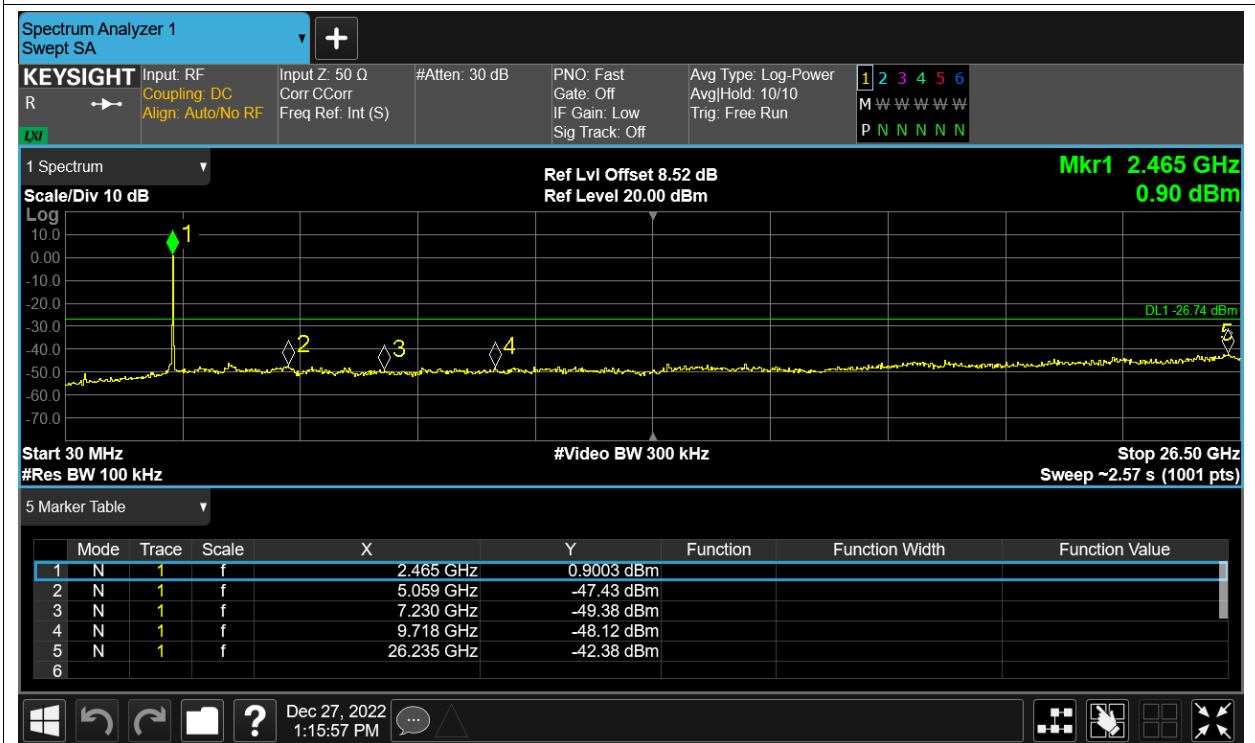 Spectrum Analyzer 1
Swept SA
KEYSIGHT
R
LXI
Input: RF
Coupling: DC
Align: Auto/No RF
Input Z: 50 Ω
Corr CCorr
Freq Ref: Int (S)
#Atten: 30 dB
PNO: Fast
Gate: Off
IF Gain: Low
Sig Track: Off
Avg Type: Log-Power
Avg|Hold: 10/10
Trig: Free Run
1 2 3 4 5 6
M W W W W W
P N N N N N
1 Spectrum
Scale/Div 10 dB
Ref Lvl Offset 8.52 dB
Ref Level 20.00 dBm
Mkr1 2.465 GHz
0.90 dBm
Log
10.0
0.00
-10.0
-20.0
-30.0
-40.0
-50.0
-60.0
-70.0
1
2
3
4
5
DL1 -26.74 dBm
Start 30 MHz
#Video BW 300 kHz
Stop 26.50 GHz
#Res BW 100 kHz
Sweep ~2.57 s (1001 pts)
5 Marker Table
Mode Trace Scale X Y Function Function Width Function Value
1 N 1 f 2.465 GHz 0.9003 dBm
2 N 1 f 5.059 GHz -47.43 dBm
3 N 1 f 7.230 GHz -49.38 dBm
4 N 1 f 9.718 GHz -48.12 dBm
5 N 1 f 26.235 GHz -42.38 dBm
6
?
Dec 27, 2022
1:15:57 PM